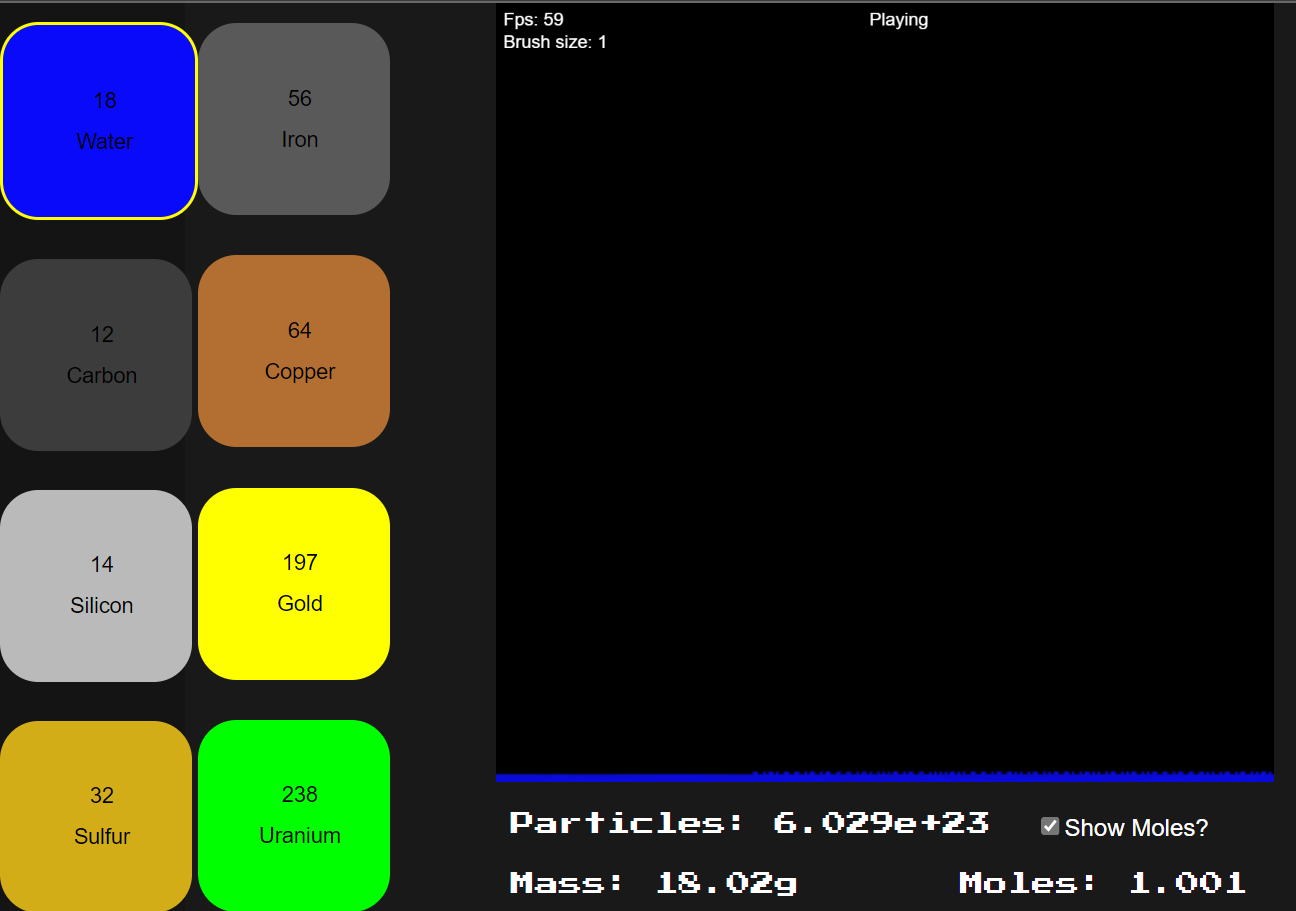 18
Water
56
Iron
12
Carbon
64
Copper
14
Silicon
197
Gold
32
Sulfur
238
Uranium
Fps: 59
Playing
Brush size: 1
Particles: 6.029e+23
Show Moles?
Mass: 18.02g
Moles: 1.001